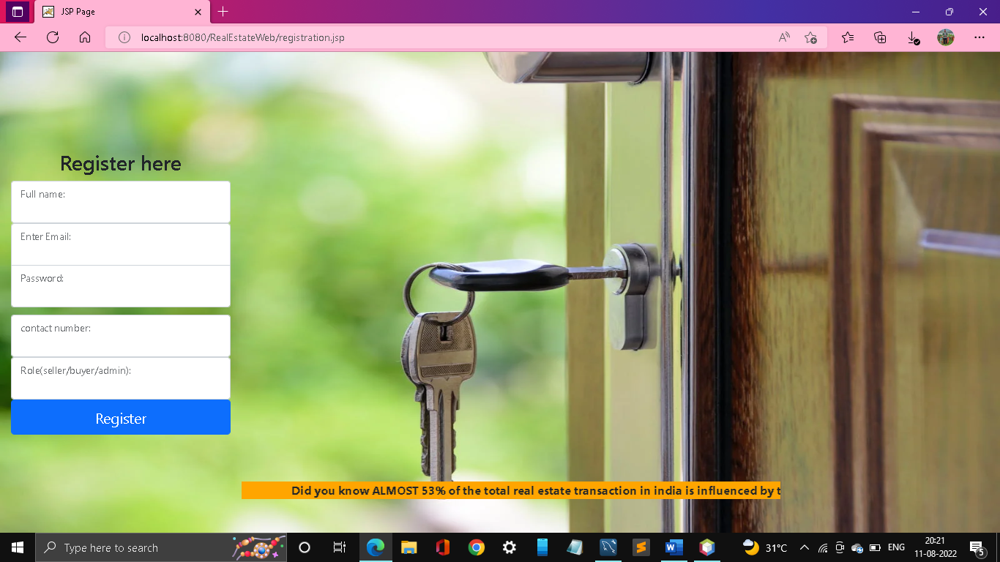 JSP Page
localhost:8080/RealEstateWeb/registration.jsp
Register here
Full name:
Enter Email:
Password:
contact number:
Role(seller/buyer/admin):
Register
Did you know ALMOST 53% of the total real estate transaction in india is influenced by t
Type here to search
31°C
ENG
20:21
11-08-2022
5